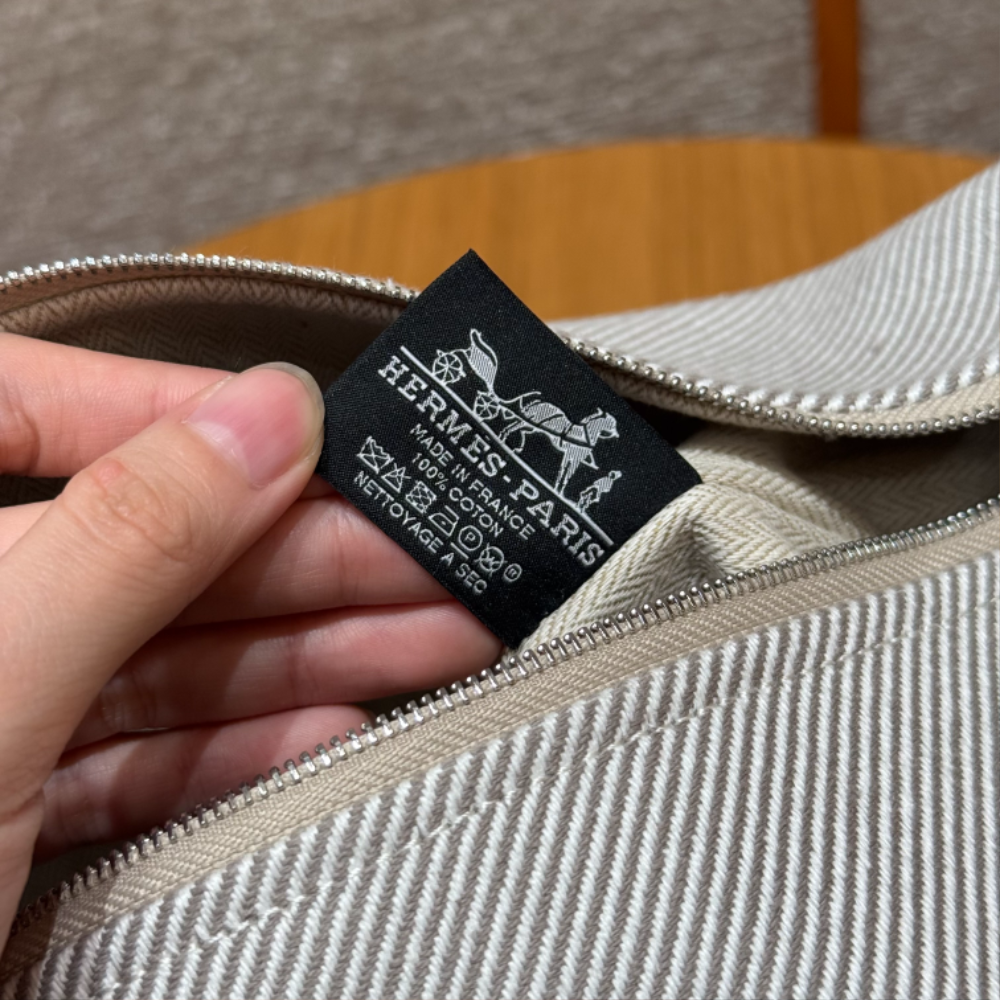 HERMES-PARIS
MADE IN FRANCE
100% COTON
NETTOYAGE A SEC